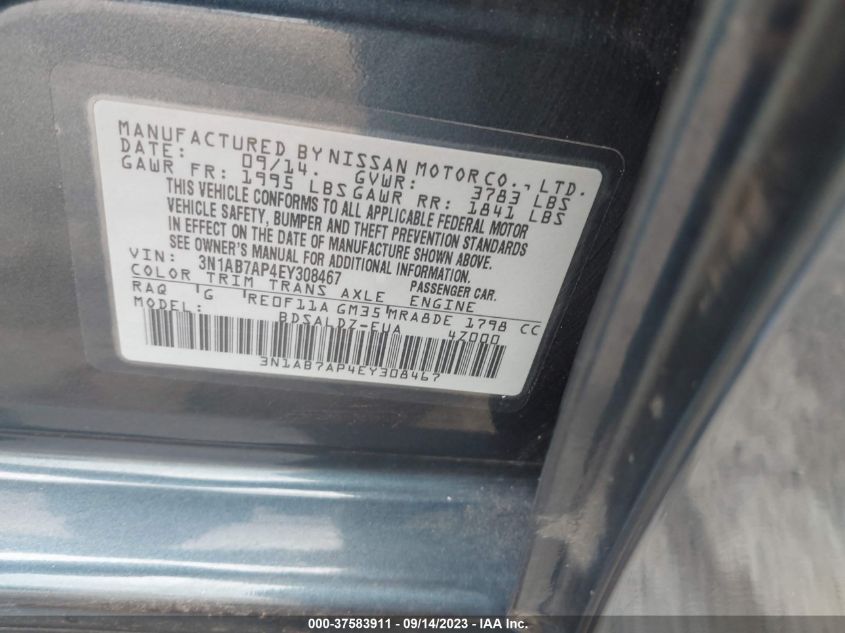 MANUFACTURED BY NISSAN MOTOR CO., LTD.
DATE: 09/14. GVWR: 3783 LBS
GAWR FR: 1995 LBS GAWR RR: 1841 LBS
THIS VEHICLE CONFORMS TO ALL APPLICABLE FEDERAL MOTOR
VEHICLE SAFETY, BUMPER AND THEFT PREVENTION STANDARDS
IN EFFECT ON THE DATE OF MANUFACTURE SHOWN ABOVE.
SEE OWNER'S MANUAL FOR ADDITIONAL INFORMATION.
VIN: 3N1AB7AP4EY308467 PASSENGER CAR.
COLOR TRIM TRANS AXLE ENGINE
RAQ G RE0F11A GM35 MRA8DE 1798 CC
MODEL: BDSALDZ-EUA 4Z000
3N1AB7AP4EY308467
000-37583911 - 09/14/2023 - IAA Inc.